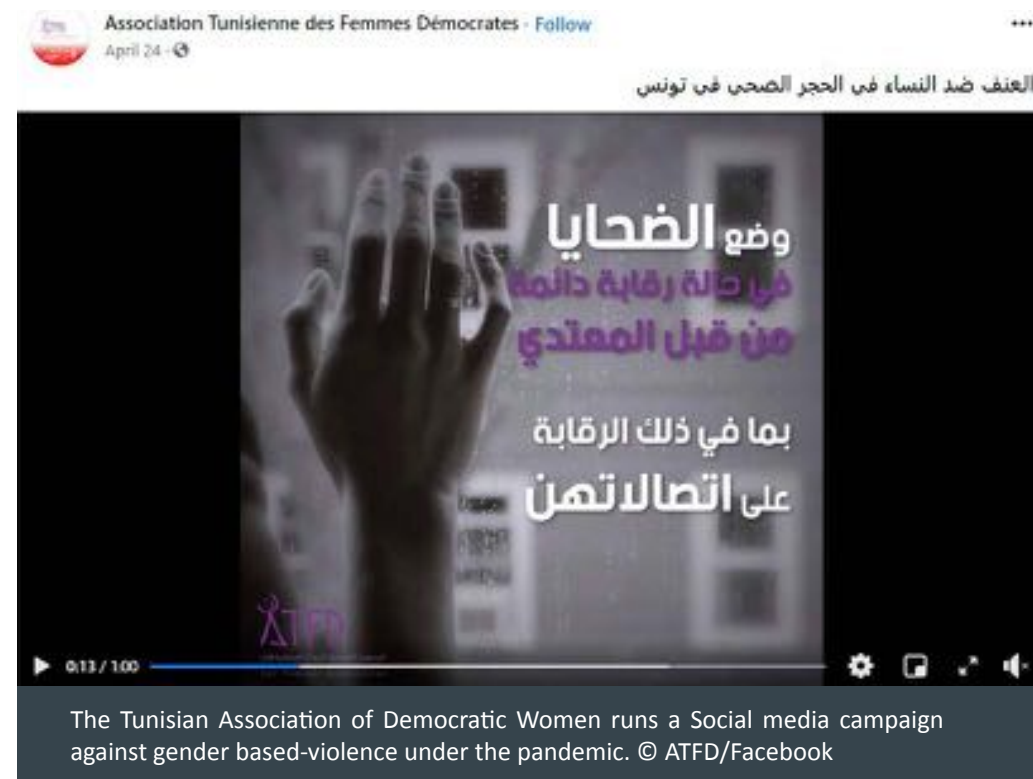 Association Tunisienne des Femmes Démocrates · Follow
April 24 ·
العنف ضد النساء في الحجر الصحي في تونس
وضع الضحايا
في حالة رقابة دائمة
من قبل المعتدي
بما في ذلك الرقابة
على اتصالاتهن
ATFD
0:13 / 1:00
The Tunisian Association of Democratic Women runs a Social media campaign
against gender based-violence under the pandemic. © ATFD/Facebook